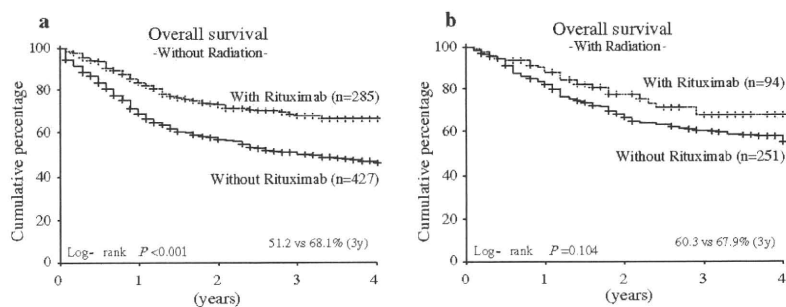 a
Overall survival
-Without Radiation-
Cumulative percentage
100
80
60
40
20
0
With Rituximab (n=285)
Without Rituximab (n=427)
Log- rank P<0.001
51.2 vs 68.1% (3y)
0 1 2 3 4
(years)
b
Overall survival
-With Radiation-
Cumulative percentage
100
80
60
0
With Rituximab (n=94)
Without Rituximab (n=251)
Log- rank P=0.104
60.3 vs 67.9% (3y)
0 1 2 3 4
(years)